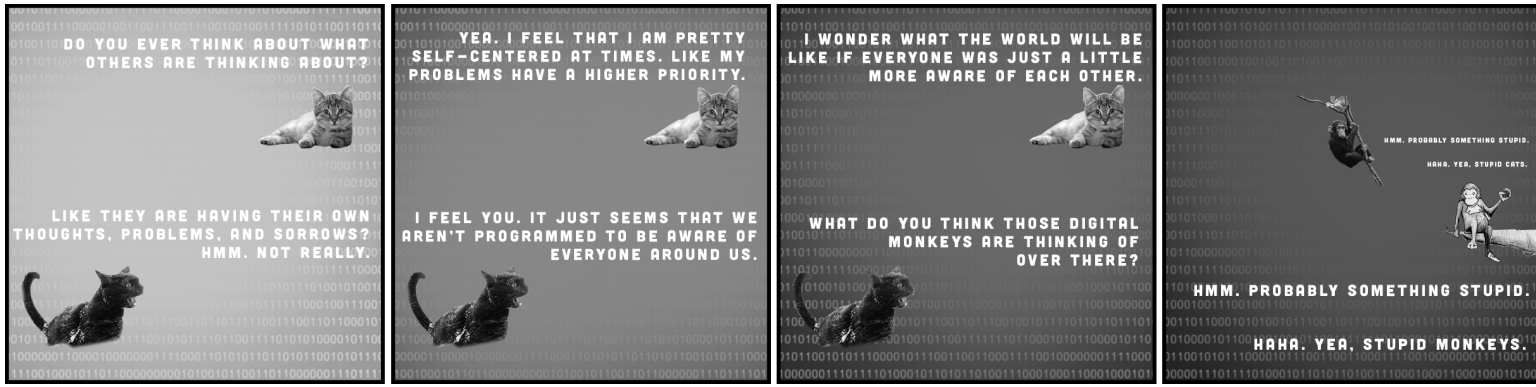 DO YOU EVER THINK ABOUT WHAT
OTHERS ARE THINKING ABOUT?
LIKE THEY ARE HAVING THEIR OWN
THOUGHTS, PROBLEMS, AND SORROWS?
HMM. NOT REALLY.
YEA. I FEEL THAT I AM PRETTY
SELF-CENTERED AT TIMES. LIKE MY
PROBLEMS HAVE A HIGHER PRIORITY.
I FEEL YOU. IT JUST SEEMS THAT WE
AREN'T PROGRAMMED TO BE AWARE OF
EVERYONE AROUND US.
I WONDER WHAT THE WORLD WILL BE
LIKE IF EVERYONE WAS JUST A LITTLE
MORE AWARE OF EACH OTHER.
WHAT DO YOU THINK THOSE DIGITAL
MONKEYS ARE THINKING OF
OVER THERE?
HMM. PROBABLY SOMETHING STUPID.
HAHA. YEA, STUPID CATS.
HMM. PROBABLY SOMETHING STUPID.
HAHA. YEA, STUPID MONKEYS.